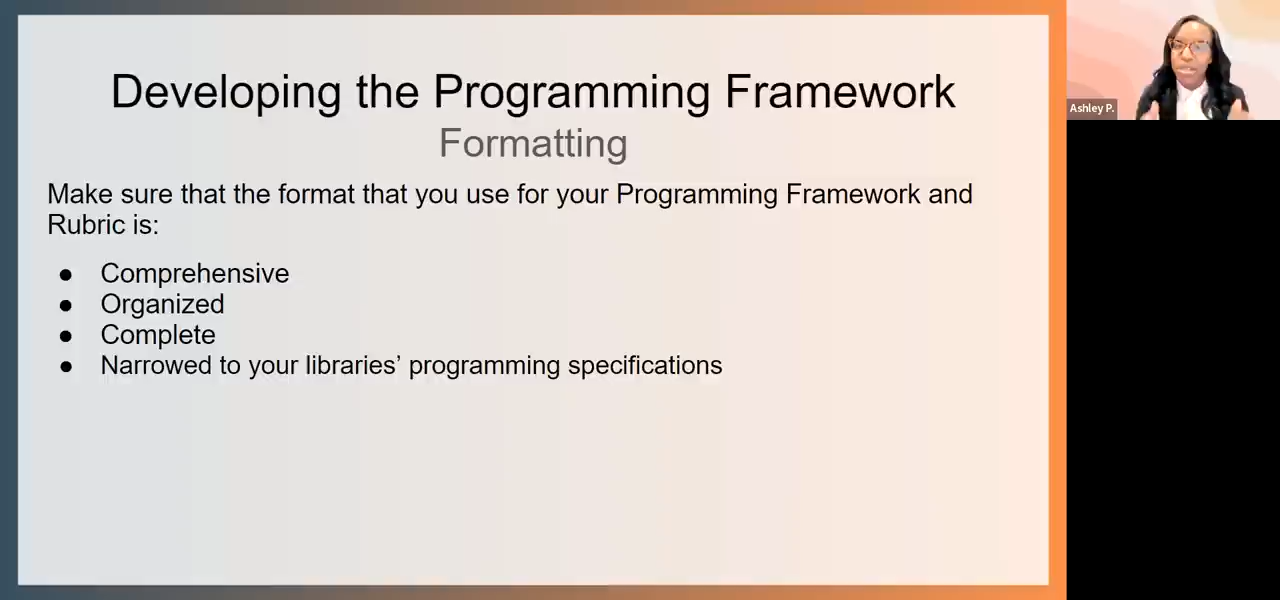 Developing the Programming Framework
Formatting
Make sure that the format that you use for your Programming Framework and
Rubric is:
● Comprehensive
● Organized
● Complete
● Narrowed to your libraries’ programming specifications
Ashley P.